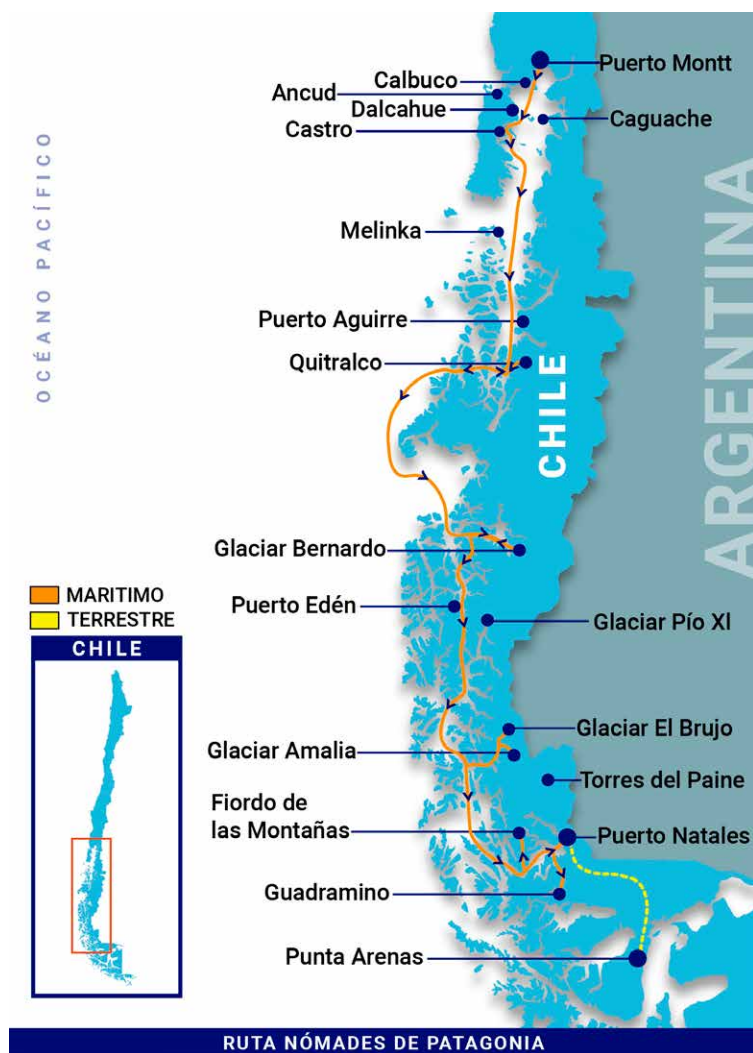 Puerto Montt
Calbuco
Ancud
Dalcahue
Caguache
Castro
OCÉANO PACÍFICO
ARGENTINA
Melinka
Puerto Aguirre
Quitralco
CHILE
Glaciar Bernardo
MARITIMO
Puerto Edén
TERRESTRE
Glaciar Pío Xl
CHILE
Glaciar El Brujo
Glaciar Amalia
Torres del Paine
Fiordo de
las Montañas
Puerto Natales
Guadramino
Punta Arenas
RUTA NÓMADES DE PATAGONIA